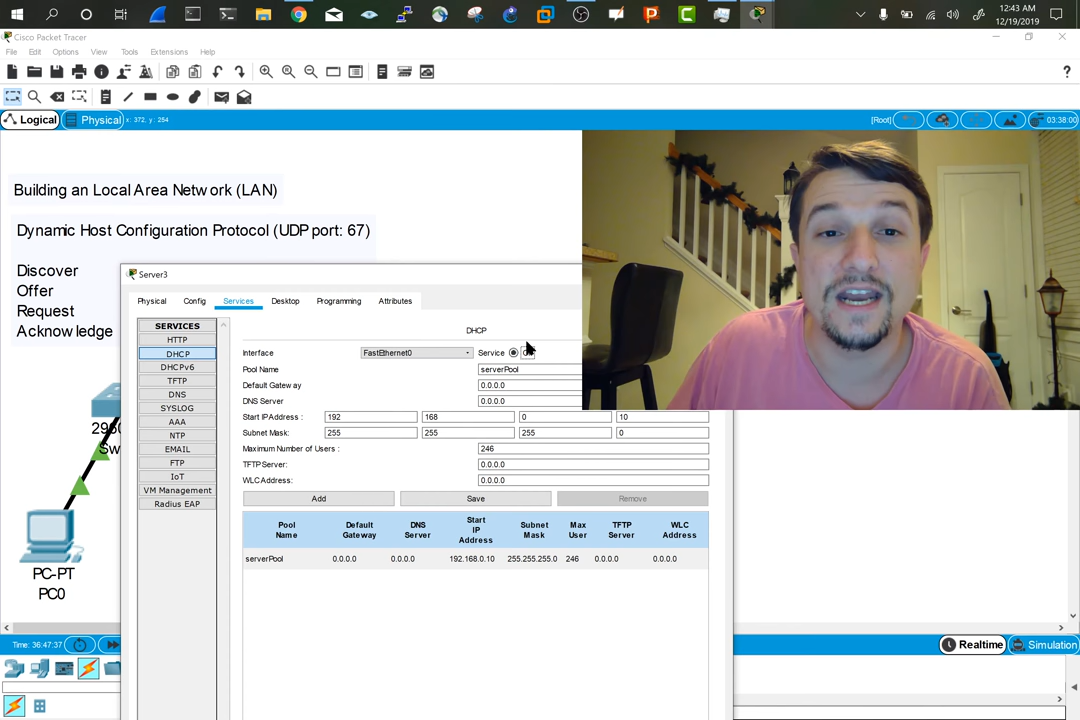 12:43 AM
12/19/2019
Cisco Packet Tracer
File Edit Options View Tools Extensions Help
?
Logical Physical x: 372, y: 254 [Root] 03:38:00
Building an Local Area Network (LAN)
Dynamic Host Configuration Protocol (UDP port: 67)
Discover
Offer
Request
Acknowledge
Server3
Physical Config Services Desktop Programming Attributes
SERVICES
HTTP
DHCP
DHCPv6
TFTP
DNS
SYSLOG
AAA
NTP
EMAIL
FTP
IoT
VM Management
Radius EAP
DHCP
Interface FastEthernet0 Service
Pool Name serverPool
Default Gateway 0.0.0.0
DNS Server 0.0.0.0
Start IP Address : 192 168 0 10
Subnet Mask: 255 255 255 0
Maximum Number of Users : 246
TFTP Server: 0.0.0.0
WLC Address: 0.0.0.0
Add Save Remove
Pool Name Default Gateway DNS Server Start IP Address Subnet Mask Max User TFTP Server WLC Address
serverPool 0.0.0.0 0.0.0.0 192.168.0.10 255.255.255.0 246 0.0.0.0 0.0.0.0
PC-PT
PC0
Time: 36:47:37 Realtime Simulation